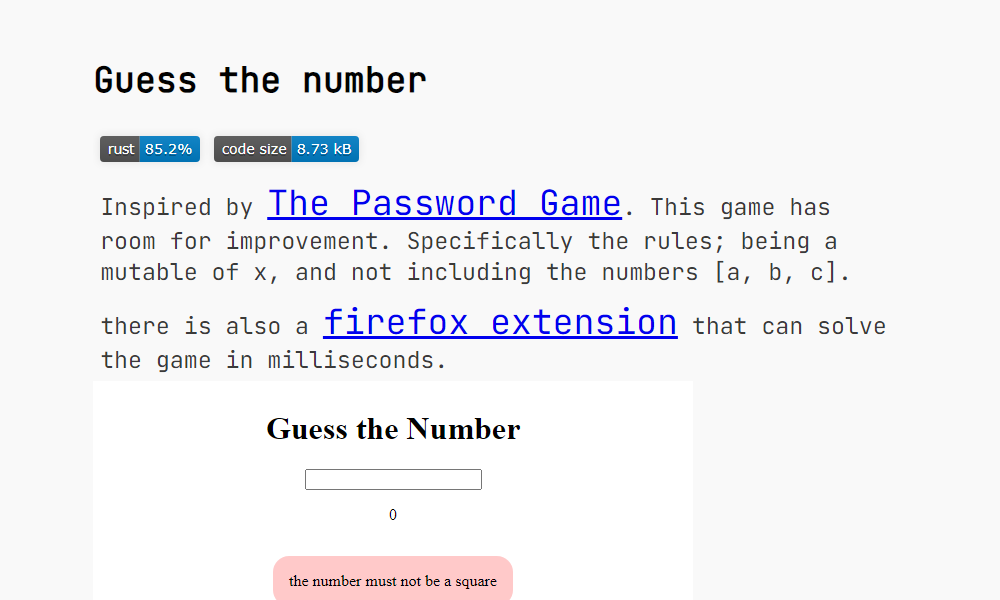 Guess the number
rust 85.2% code size 8.73 kB
Inspired by The Password Game. This game has
room for improvement. Specifically the rules; being a
mutable of x, and not including the numbers [a, b, c].
there is also a firefox extension that can solve
the game in milliseconds.
Guess the Number
0
the number must not be a square